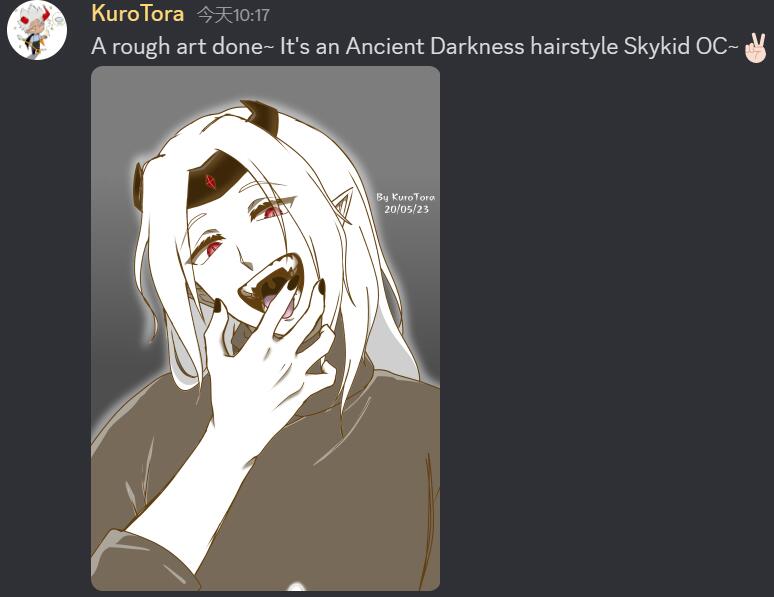 KuroTora 今天10:17
A rough art done~ It's an Ancient Darkness hairstyle Skykid OC~✌🏻
By KuroTora
20/05/23